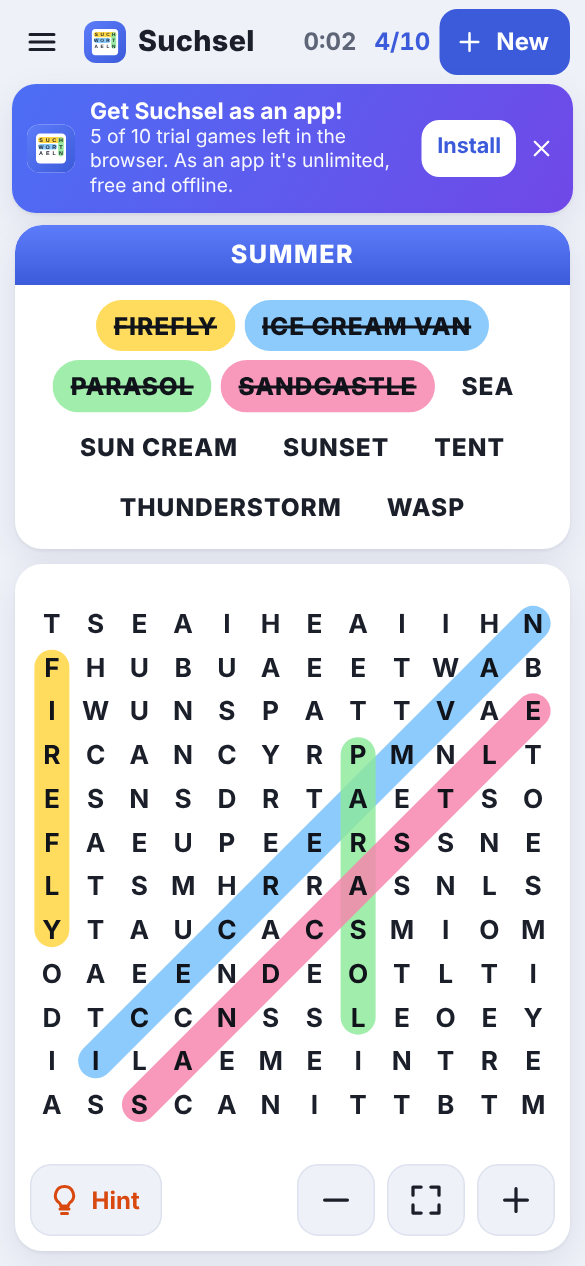 Suchsel 0:02 4/10 New
Get Suchsel as an app!
5 of 10 trial games left in the
browser. As an app it's unlimited,
free and offline.
Install
SUMMER
FIREFLY ICE CREAM VAN
PARASOL SANDCASTLE SEA
SUN CREAM SUNSET TENT
THUNDERSTORM WASP
T S E A I H E A I I H N
F H U B U A E E T W A B
I W U N S P A T T V A E
R C A N C Y R P M N L T
E S N S D R T A E T S O
F A E U P E E R S S N E
L T S M H R R A S N L S
Y T A U C A C S M I O M
O A E E N D E O T L T I
D T C C N S S L E O E Y
I I L A E M E I N T R E
A S S C A N I T T B T M
Hint